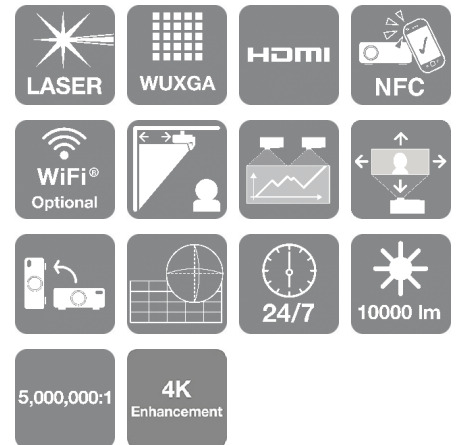 LASER
WUXGA
HDMI
NFC
WiFi®
Optional
24/7
10000 lm
5,000,000:1
4K
Enhancement